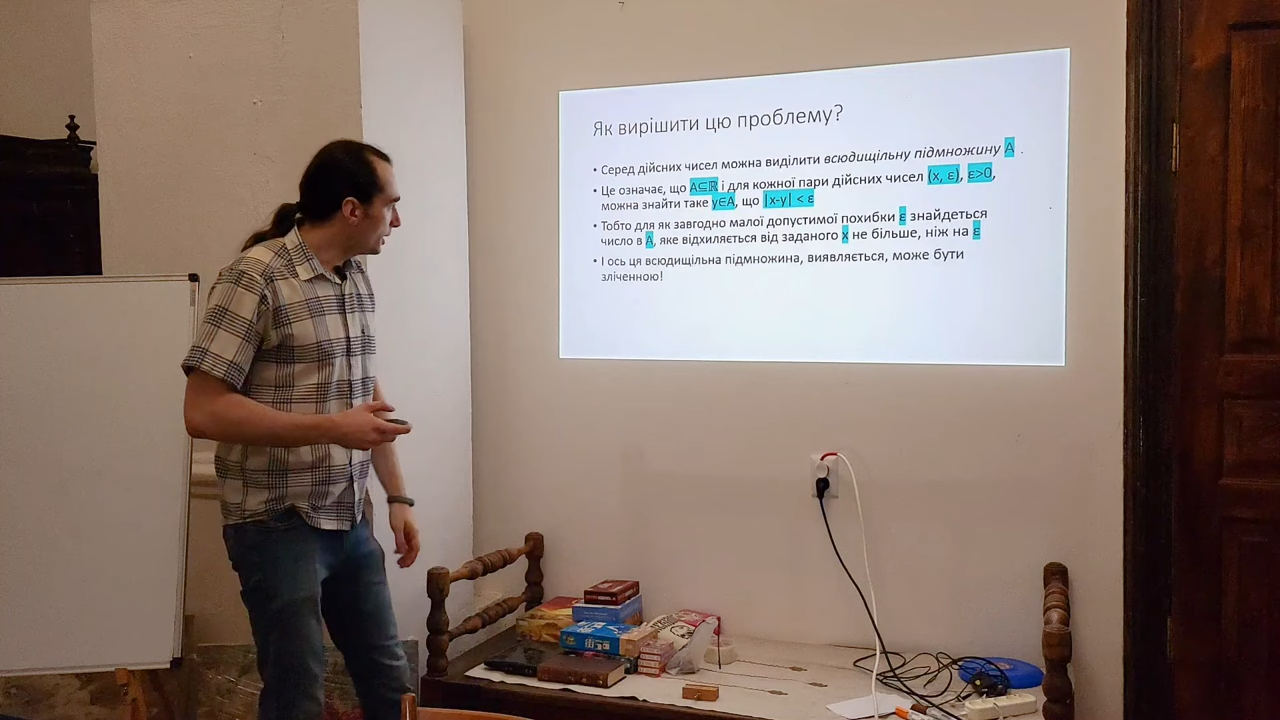 Як вирішити цю проблему?
• Серед дійсних чисел можна виділити всюдищільну підмножину A .
• Це означає, що A⊆ℝ і для кожної пари дійсних чисел (x, ε), ε>0,
можна знайти таке y∈A, що |x-y| < ε
• Тобто для як завгодно малої допустимої похибки ε знайдеться
число в A, яке відхиляється від заданого x не більше, ніж на ε
• І ось ця всюдищільна підмножина, виявляється, може бути
зліченною!